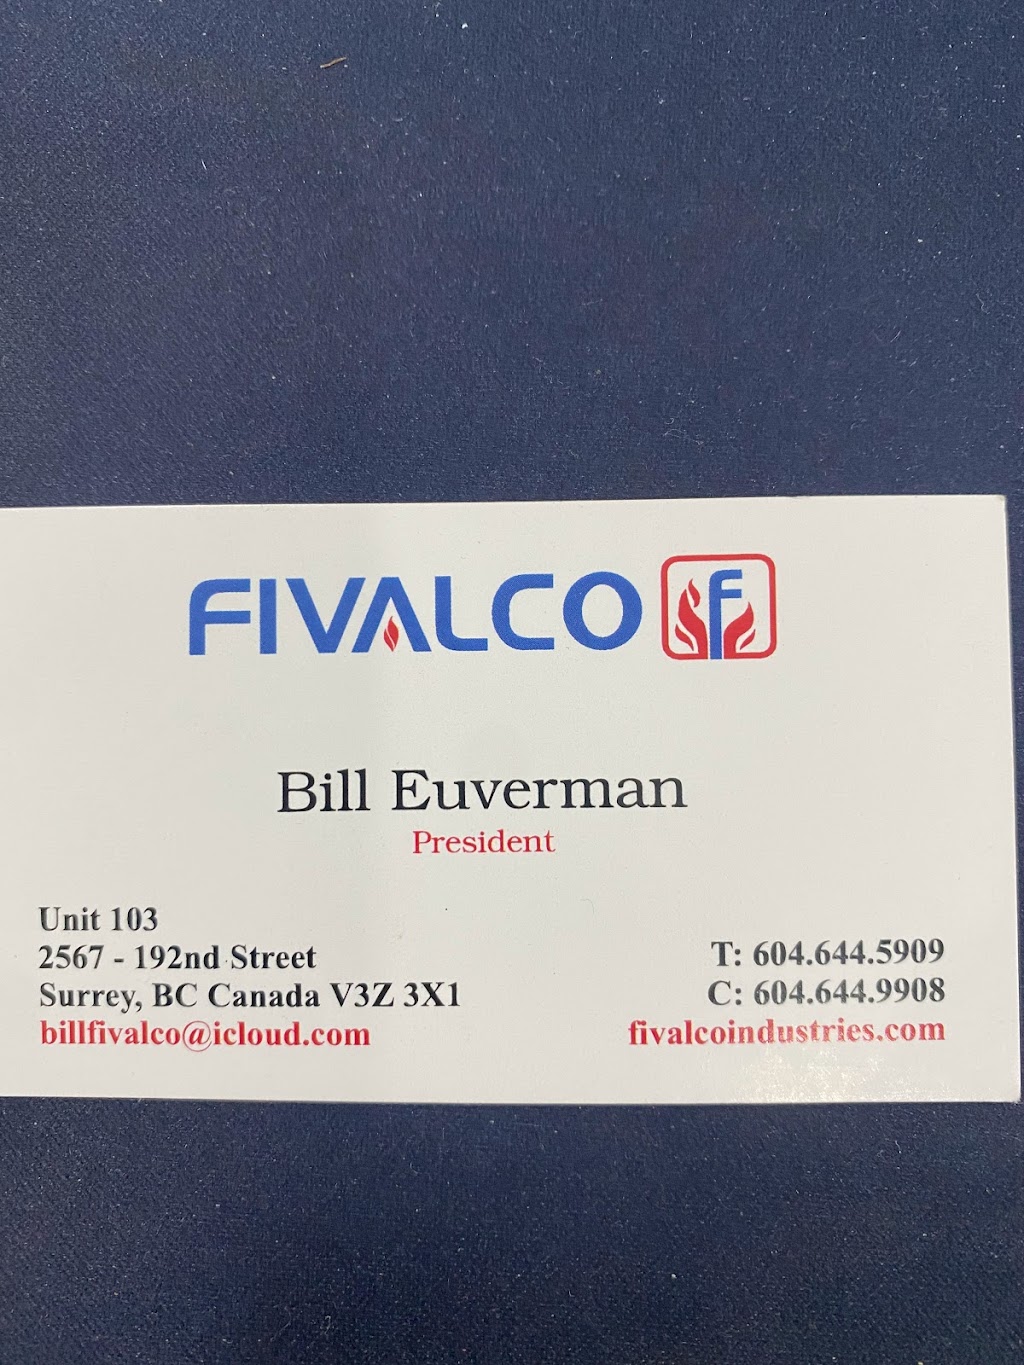 FIVALCO f
Bill Euverman
President
Unit 103
2567 - 192nd Street
Surrey, BC Canada V3Z 3X1
billfivalco@icloud.com
T: 604.644.5909
C: 604.644.9908
fivalcoindustries.com